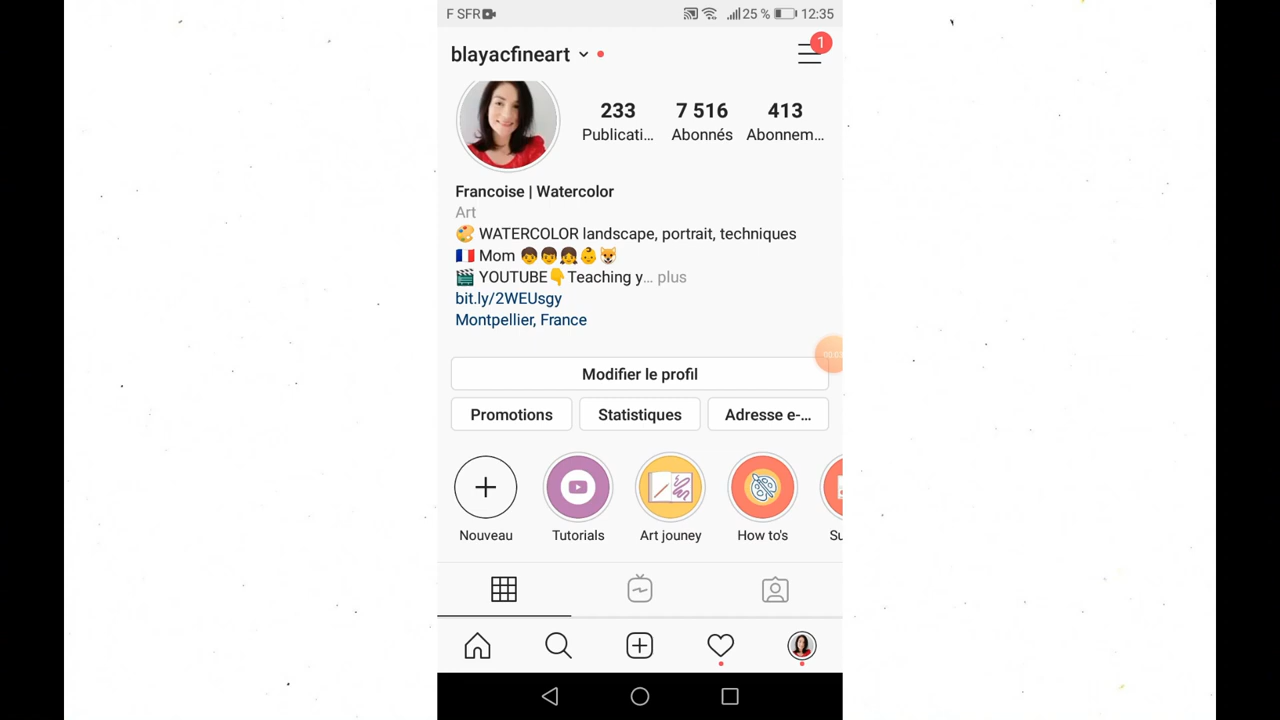 F SFR 25 % 12:35
blayacfineart 1
233 7 516 413
Publicati... Abonnés Abonnem...
Francoise | Watercolor
Art
🎨 WATERCOLOR landscape, portrait, techniques
🇫🇷 Mom 👦👦👧👶🦊
🎬 YOUTUBE👇Teaching y... plus
bit.ly/2WEUsgy
Montpellier, France
Modifier le profil
Promotions Statistiques Adresse e-...
Nouveau Tutorials Art jouney How to's Su